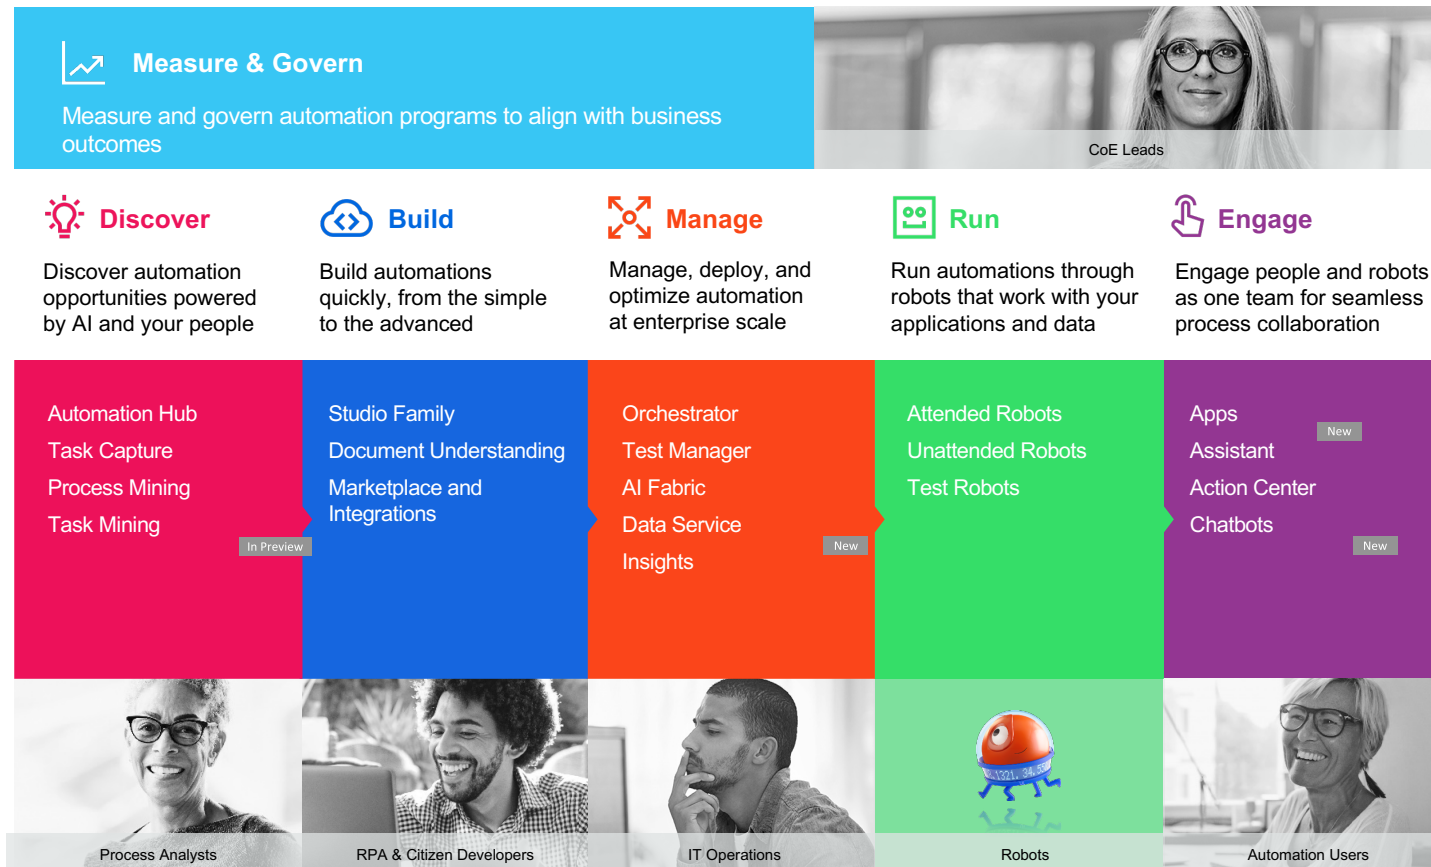 Measure & Govern
Measure and govern automation programs to align with business
outcomes
CoE Leads
Discover
Discover automation
opportunities powered
by AI and your people
Build
Build automations
quickly, from the simple
to the advanced
Manage
Manage, deploy, and
optimize automation
at enterprise scale
Run
Run automations through
robots that work with your
applications and data
Engage
Engage people and robots
as one team for seamless
process collaboration
Automation Hub
Task Capture
Process Mining
Task Mining
In Preview
Studio Family
Document Understanding
Marketplace and
Integrations
Orchestrator
Test Manager
AI Fabric
Data Service
New
Insights
Attended Robots
Unattended Robots
Test Robots
Apps
New
Assistant
Action Center
Chatbots
New
Process Analysts
RPA & Citizen Developers
IT Operations
Robots
Automation Users